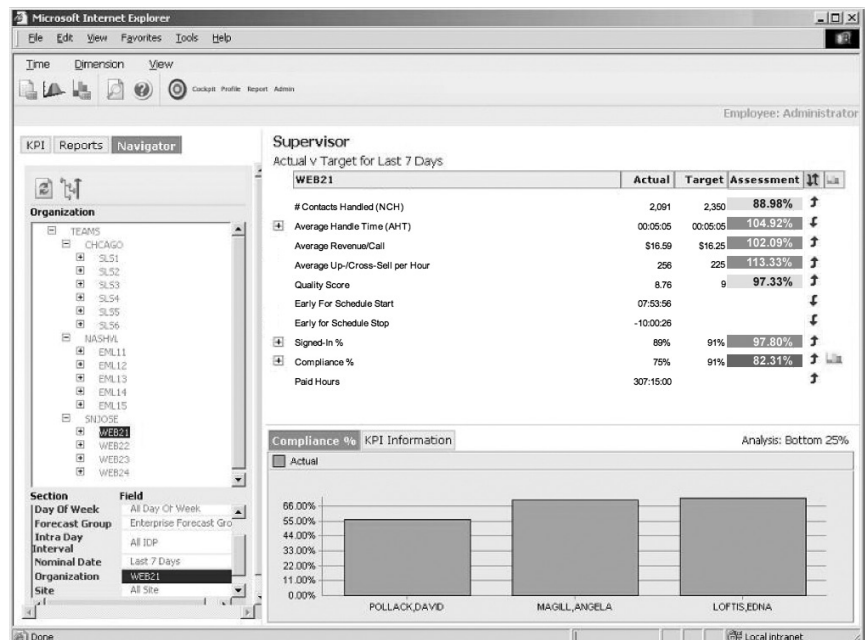 Microsoft Internet Explorer
File Edit View Favorites Tools Help
Time Dimension View
Cockpit Profile Report Admin
Employee: Administrator
KPI Reports Navigator
Organization
TEAMS
CHCAGO
SLS1
SLS2
SLS3
SLS4
SLS5
SLS6
NASHVL
EML11
EML12
EML13
EML14
EML15
SNJOSE
WEB21
WEB22
WEB23
WEB24
Section Field
Day Of Week All Day Of Week
Forecast Group Enterprise Forecast Gro
Intra Day
Interval All IDP
Nominal Date Last 7 Days
Organization WEB21
Site All Site
Supervisor
Actual v Target for Last 7 Days
WEB21 Actual Target Assessment
# Contacts Handled (NCH) 2,091 2,350 88.98%
Average Handle Time (AHT) 00:05:05 00:05:05 104.92%
Average Revenue/Call $16.59 $16.25 102.09%
Average Up-/Cross-Sell per Hour 256 225 113.33%
Quality Score 8.76 9 97.33%
Early For Schedule Start 07:53:56
Early for Schedule Stop -10:00:26
Signed-In % 89% 91% 97.80%
Compliance % 75% 91% 82.31%
Paid Hours 307:15:00
Compliance % KPI Information Analysis: Bottom 25%
Actual
66.00%
55.00%
44.00%
33.00%
22.00%
11.00%
0.00%
POLLACK,DAVID MAGILL,ANGELA LOFTIS,EDNA
Done Local intranet